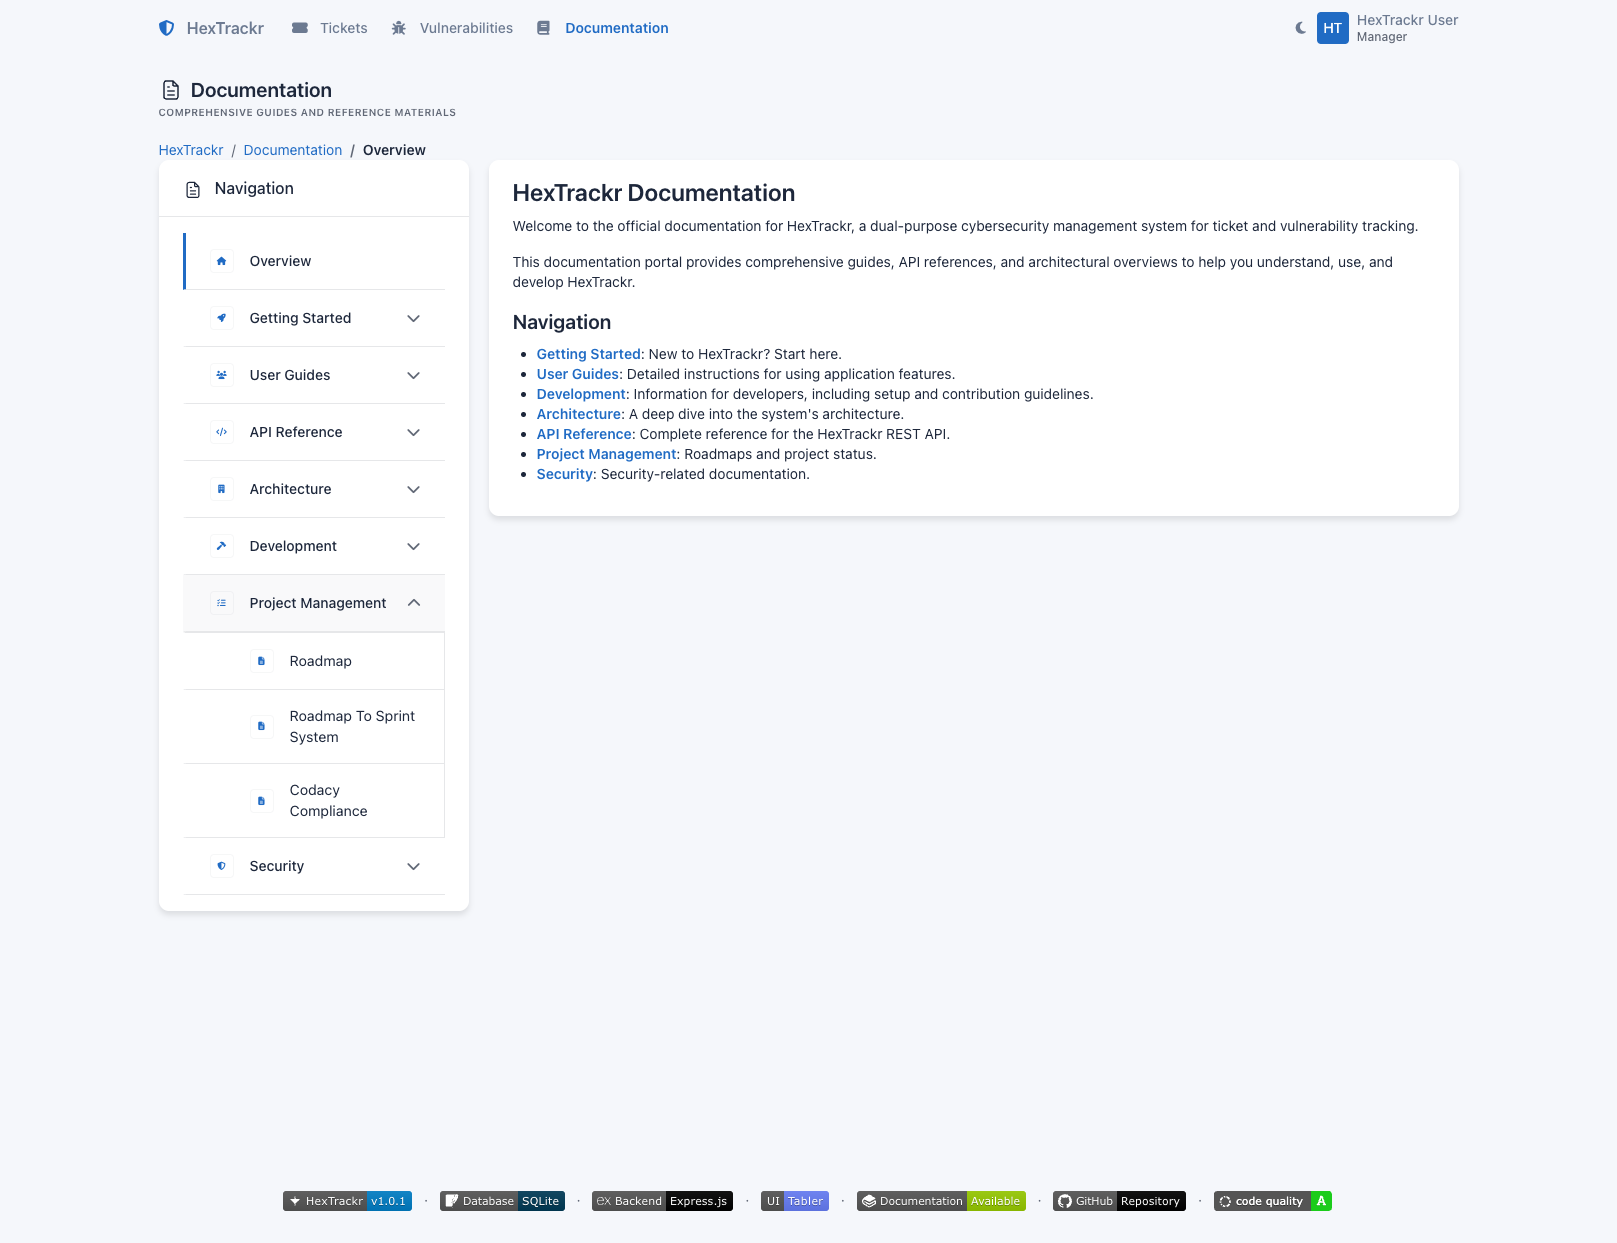 HexTrackr
Tickets
Vulnerabilities
Documentation
HT
HexTrackr User
Manager
Documentation
COMPREHENSIVE GUIDES AND REFERENCE MATERIALS
HexTrackr / Documentation / Overview
Navigation
Overview
Getting Started
User Guides
API Reference
Architecture
Development
Project Management
Roadmap
Roadmap To Sprint
System
Codacy
Compliance
Security
HexTrackr Documentation
Welcome to the official documentation for HexTrackr, a dual-purpose cybersecurity management system for ticket and vulnerability tracking.
This documentation portal provides comprehensive guides, API references, and architectural overviews to help you understand, use, and
develop HexTrackr.
Navigation
• Getting Started: New to HexTrackr? Start here.
• User Guides: Detailed instructions for using application features.
• Development: Information for developers, including setup and contribution guidelines.
• Architecture: A deep dive into the system's architecture.
• API Reference: Complete reference for the HexTrackr REST API.
• Project Management: Roadmaps and project status.
• Security: Security-related documentation.
HexTrackr v1.0.1 · Database SQLite · ex Backend Express.js · UI Tabler · Documentation Available · GitHub Repository · code quality A